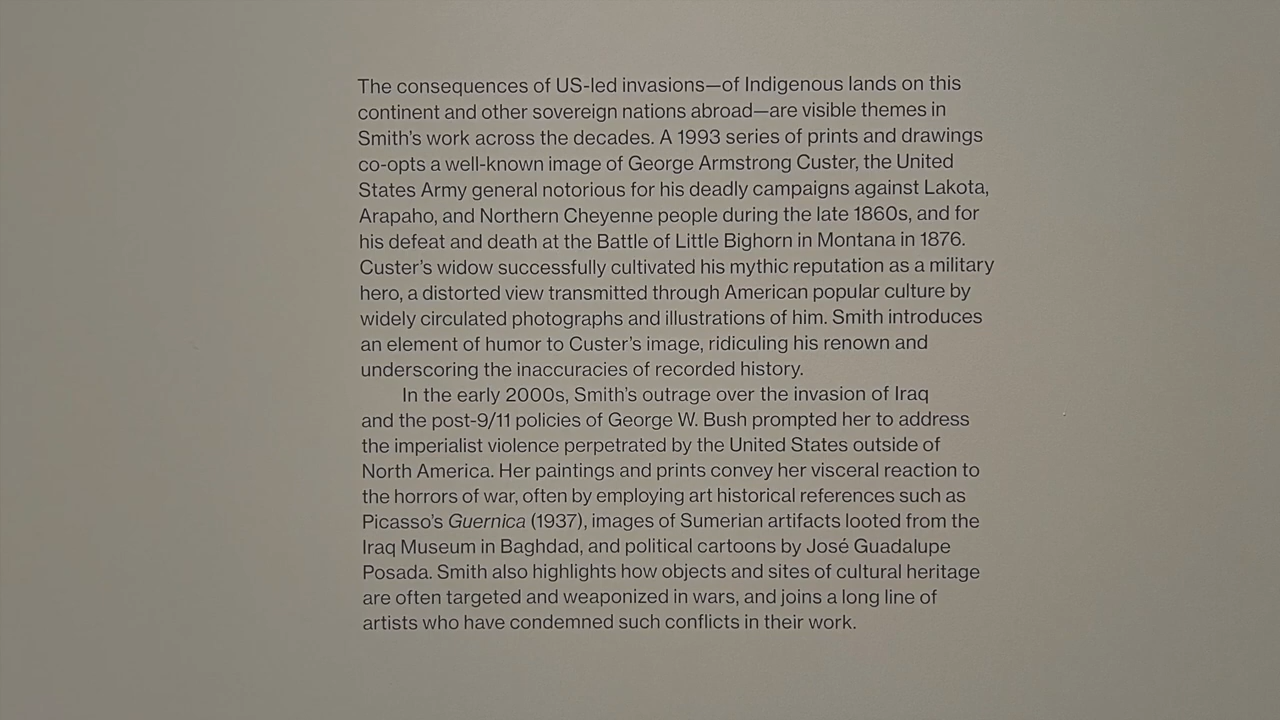 The consequences of US-led invasions—of Indigenous lands on this
continent and other sovereign nations abroad—are visible themes in
Smith’s work across the decades. A 1993 series of prints and drawings
co-opts a well-known image of George Armstrong Custer, the United
States Army general notorious for his deadly campaigns against Lakota,
Arapaho, and Northern Cheyenne people during the late 1860s, and for
his defeat and death at the Battle of Little Bighorn in Montana in 1876.
Custer’s widow successfully cultivated his mythic reputation as a military
hero, a distorted view transmitted through American popular culture by
widely circulated photographs and illustrations of him. Smith introduces
an element of humor to Custer’s image, ridiculing his renown and
underscoring the inaccuracies of recorded history.
In the early 2000s, Smith’s outrage over the invasion of Iraq
and the post-9/11 policies of George W. Bush prompted her to address
the imperialist violence perpetrated by the United States outside of
North America. Her paintings and prints convey her visceral reaction to
the horrors of war, often by employing art historical references such as
Picasso’s Guernica (1937), images of Sumerian artifacts looted from the
Iraq Museum in Baghdad, and political cartoons by José Guadalupe
Posada. Smith also highlights how objects and sites of cultural heritage
are often targeted and weaponized in wars, and joins a long line of
artists who have condemned such conflicts in their work.